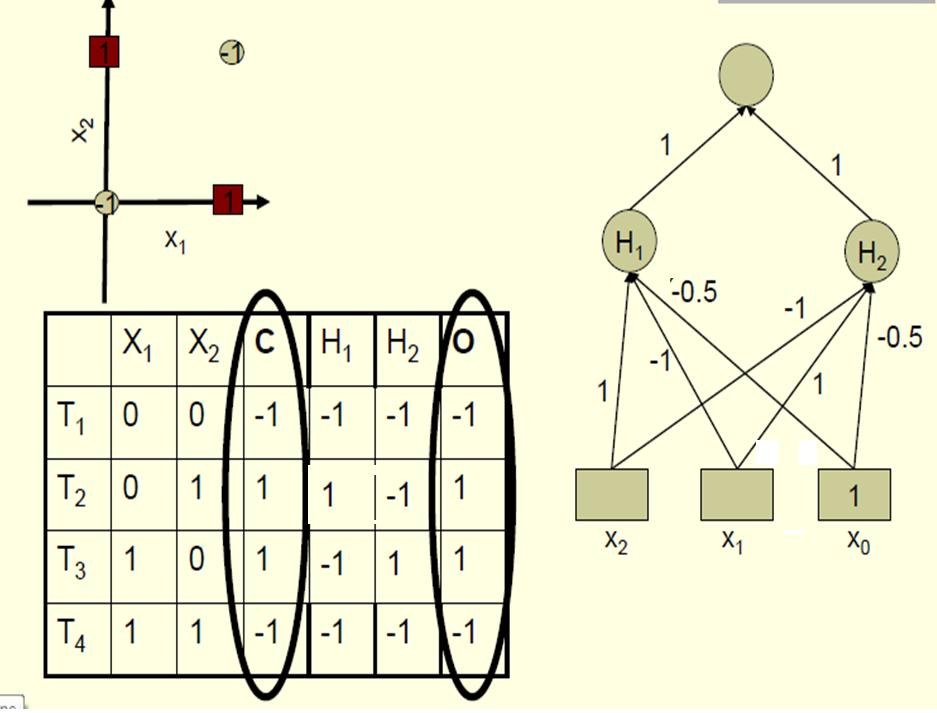 1 -1
x₂
-1 1
x₁
X₁ X₂ C H₁ H₂ O
T₁ 0 0 -1 -1 -1 -1
T₂ 0 1 1 1 -1 1
T₃ 1 0 1 -1 1 1
T₄ 1 1 -1 -1 -1 -1
1 1
H₁ H₂
-0.5 -1 -0.5
1 -1 1
1
x₂ x₁ x₀